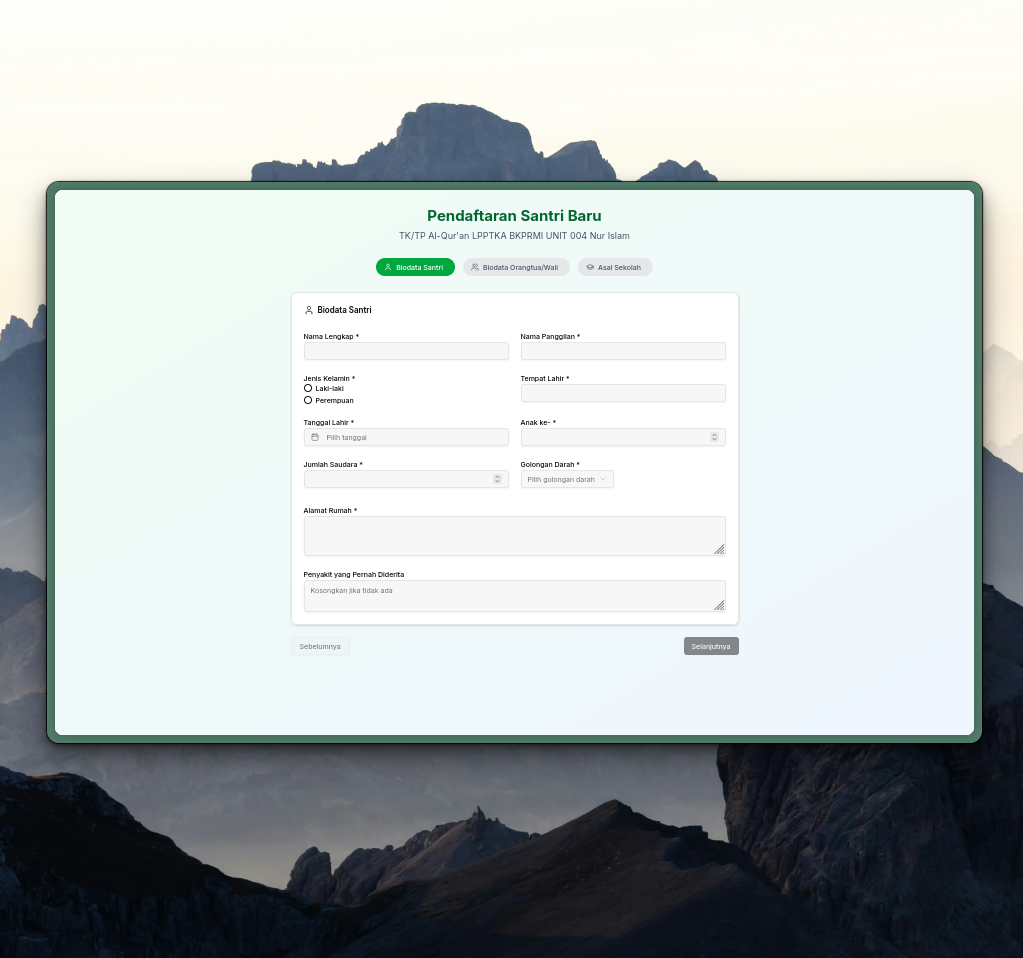 Pendaftaran Santri Baru
TK/TP Al-Qur'an LPPTKA BKPRMI UNIT 004 Nur Islam
Biodata Santri
Biodata Orangtua/Wali
Asal Sekolah
Biodata Santri
Nama Lengkap *
Nama Panggilan *
Jenis Kelamin *
Laki-laki
Perempuan
Tempat Lahir *
Tanggal Lahir *
Pilih tanggal
Anak ke- *
Jumlah Saudara *
Golongan Darah *
Pilih golongan darah
Alamat Rumah *
Penyakit yang Pernah Diderita
Kosongkan jika tidak ada
Sebelumnya
Selanjutnya